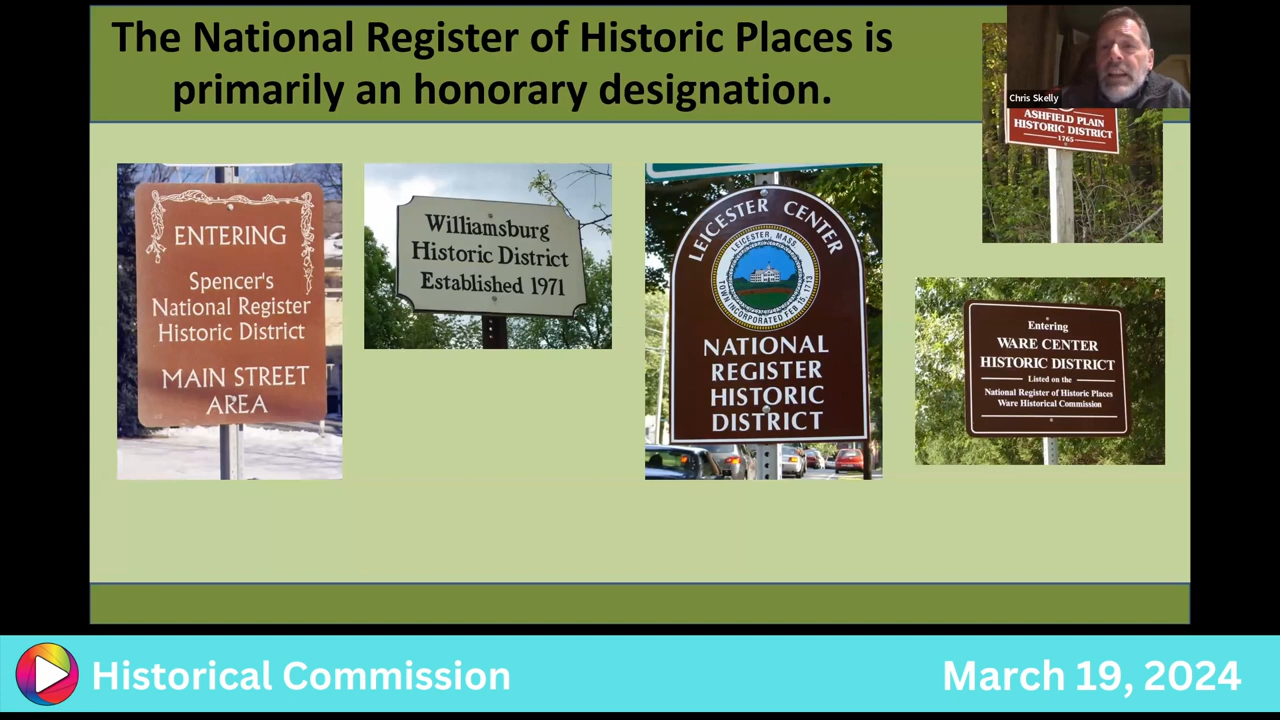 The National Register of Historic Places is
primarily an honorary designation.
Chris Skelly
ASHFIELD PLAIN
HISTORIC DISTRICT
1765
ENTERING
Spencer's
National Register
Historic District
MAIN STREET
AREA
Williamsburg
Historic District
Established 1971
LEICESTER CENTER
LEICESTER, MASS
TOWN INCORPORATED FEB 15, 1713
NATIONAL
REGISTER
HISTORIC
DISTRICT
Entering
WARE CENTER
HISTORIC DISTRICT
Listed on the
National Register of Historic Places
Ware Historical Commission
Historical Commission
March 19, 2024